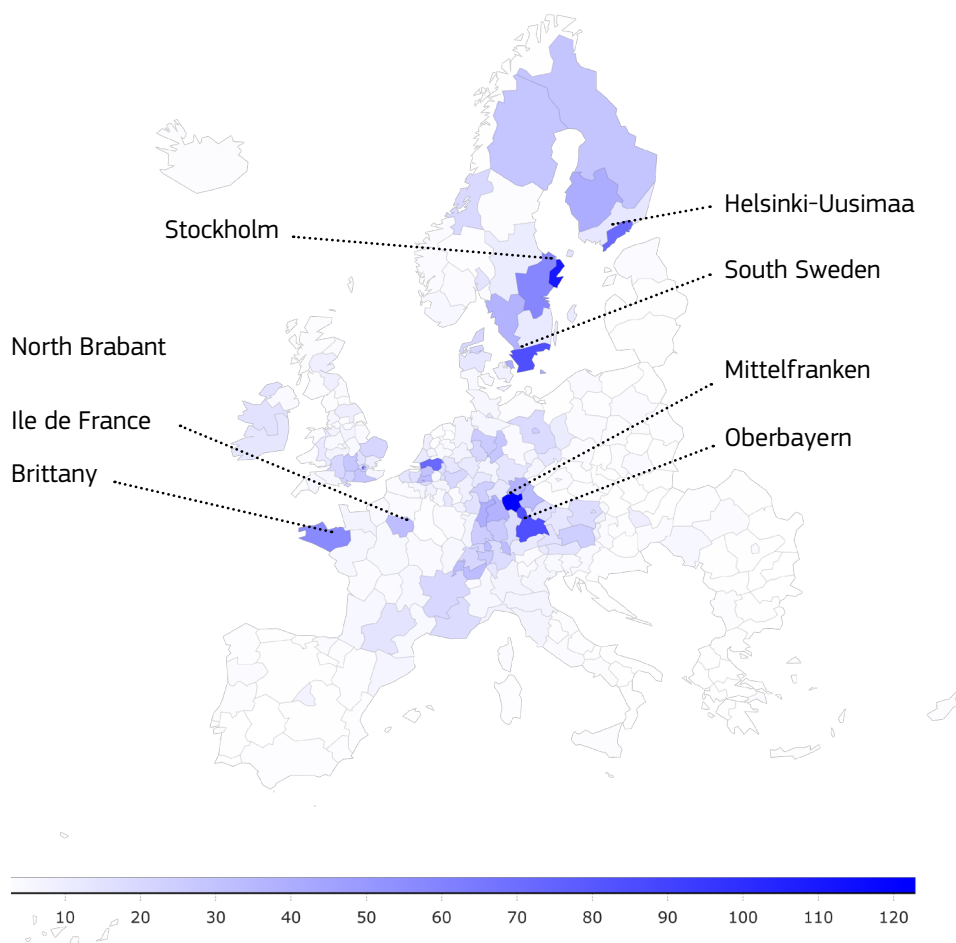 Helsinki-Uusimaa
Stockholm
South Sweden
North Brabant
Mittelfranken
Ile de France
Oberbayern
Brittany
10 20 30 40 50 60 70 80 90 100 110 120